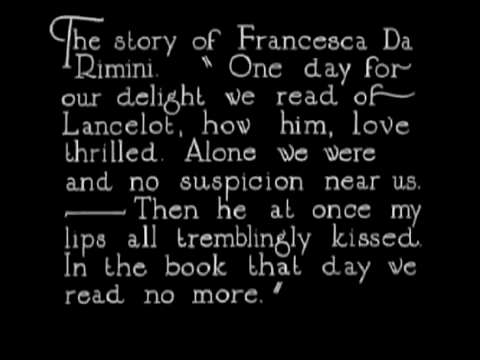 The story of Francesca Da
Rimini. " One day for
our delight we read of
Lancelot, how him, love
thrilled. Alone we were
and no suspicion near us.
— Then he at once my
lips all tremblingly kissed.
In the book that day we
read no more. "